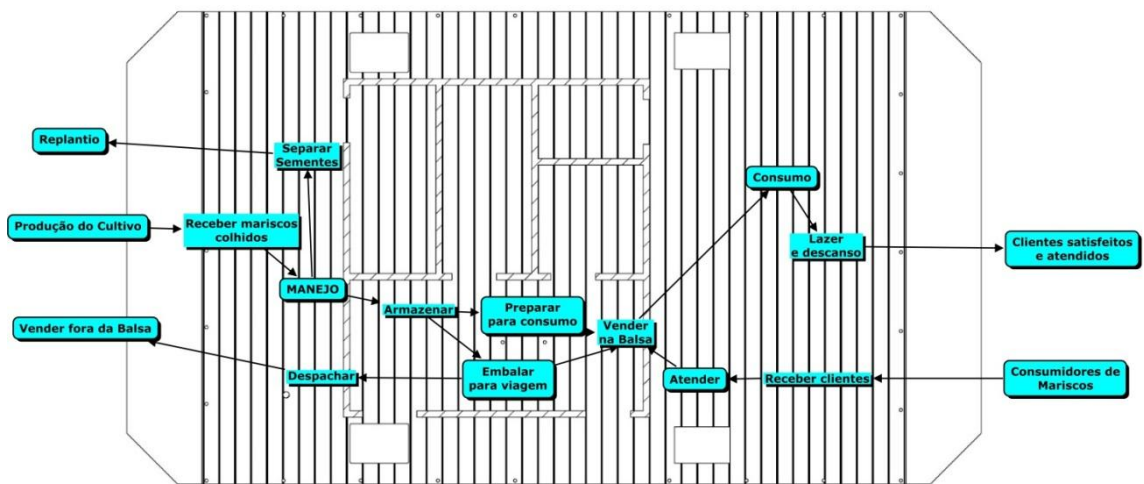 Replantio
Separar
Sementes
Produção do Cultivo
Receber mariscos
colhidos
MANEJO
Vender fora da Balsa
Despachar
Armazenar
Preparar
para consumo
Embalar
para viagem
Vender
na Balsa
Atender
Receber clientes
Consumidores de
Mariscos
Consumo
Lazer
e descanso
Clientes satisfeitos
e atendidos